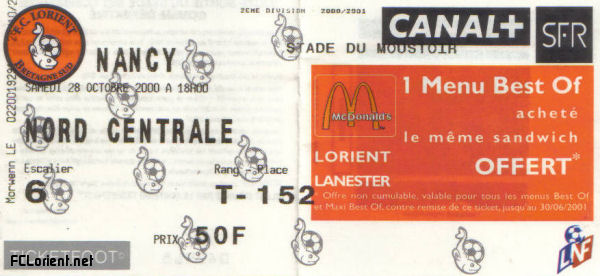 2EME DIVISION - 2000/2001
F.C. LORIENT
BRETAGNE SUD
NANCY
STADE DU MOUSTOIR
SAMEDI 28 OCTOBRE 2000 A 18H00
NORD CENTRALE
Escalier
6
Rang - Place
T- 152
PRIX 50F
Morwenn LE
TICKETFOOT
FCLorient.net
CANAL+
SFR
McDonald's
1 Menu Best Of
acheté
le même sandwich
OFFERT*
LORIENT
LANESTER
Offre non cumulable, valable pour tous les menus Best Of
et Maxi Best Of, contre remise de ce ticket, jusqu'au 30/06/2001
LNF